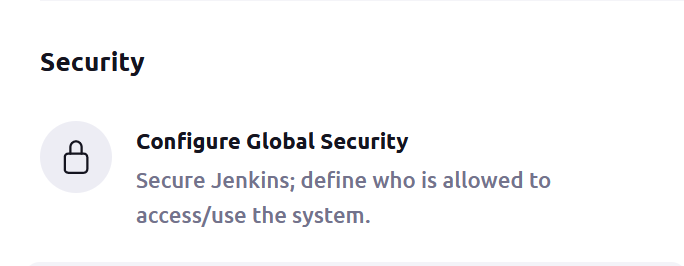 Security
Configure Global Security
Secure Jenkins; define who is allowed to
access/use the system.